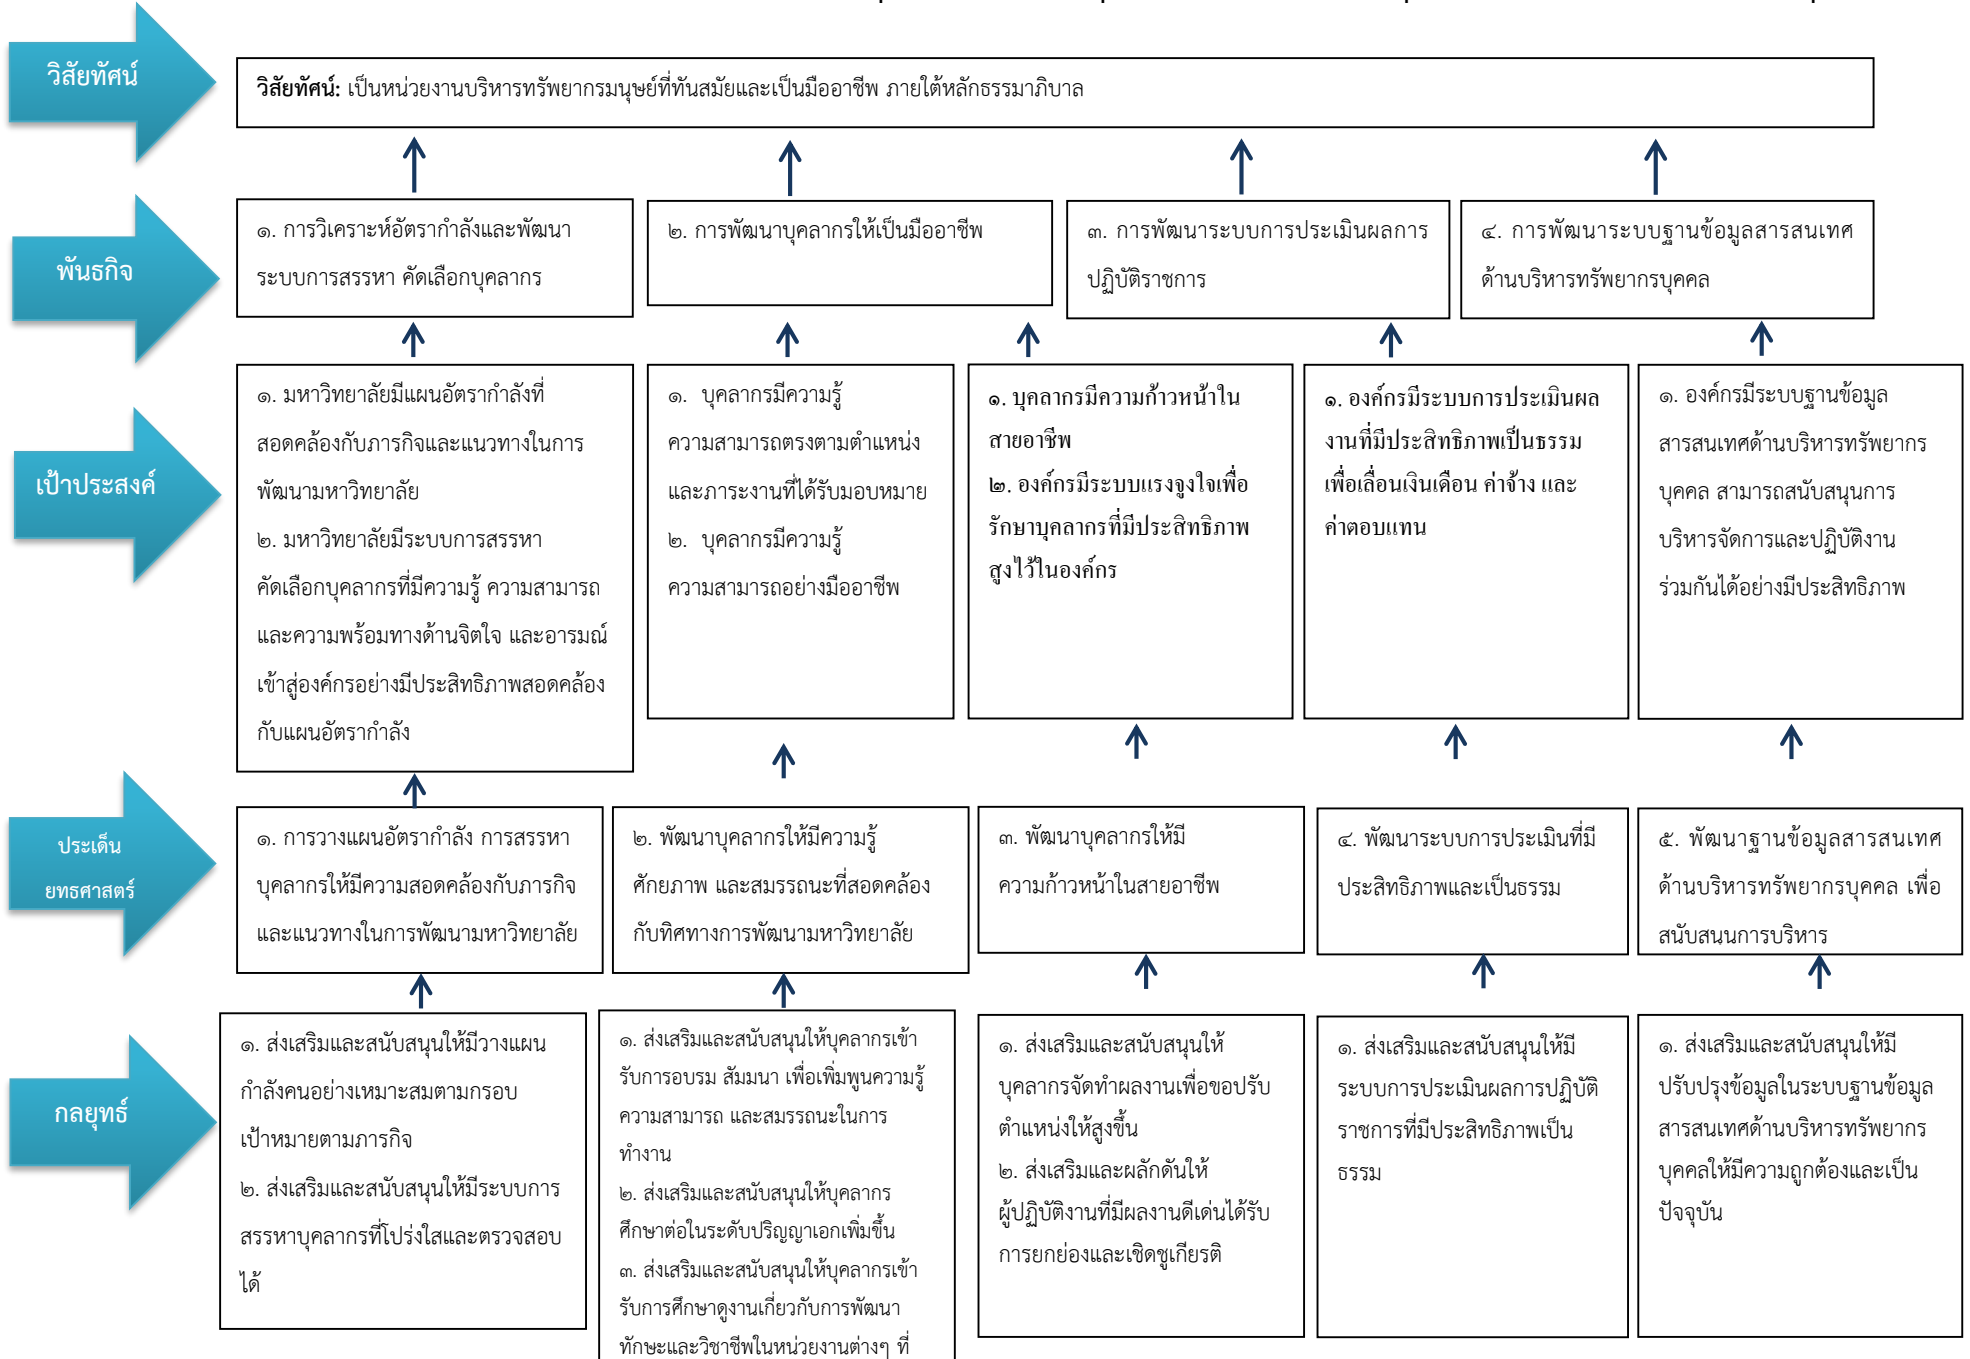 วิสัยทัศน์
วิสัยทัศน์: เป็นหน่วยงานบริหารทรัพยากรมนุษย์ที่ทันสมัยและเป็นมืออาชีพ ภายใต้หลักธรรมาภิบาล
พันธกิจ
๑. การวิเคราะห์อัตรากำลังและพัฒนา
ระบบการสรรหา คัดเลือกบุคลากร
๒. การพัฒนาบุคลากรให้เป็นมืออาชีพ
๓. การพัฒนาระบบการประเมินผลการ
ปฏิบัติราชการ
๔. การพัฒนาระบบฐานข้อมูลสารสนเทศ
ด้านบริหารทรัพยากรบุคคล
เป้าประสงค์
๑. มหาวิทยาลัยมีแผนอัตรากำลังที่
สอดคล้องกับภารกิจและแนวทางในการ
พัฒนามหาวิทยาลัย
๒. มหาวิทยาลัยมีระบบการสรรหา
คัดเลือกบุคลากรที่มีความรู้ ความสามารถ
และความพร้อมทางด้านจิตใจ และอารมณ์
เข้าสู่องค์กรอย่างมีประสิทธิภาพสอดคล้อง
กับแผนอัตรากำลัง
๑. บุคลากรมีความรู้
ความสามารถตรงตามตำแหน่ง
และภาระงานที่ได้รับมอบหมาย
๒. บุคลากรมีความรู้
ความสามารถอย่างมืออาชีพ
๑. บุคลากรมีความก้าวหน้าใน
สายอาชีพ
๒. องค์กรมีระบบแรงจูงใจเพื่อ
รักษาบุคลากรที่มีประสิทธิภาพ
สูงไว้ในองค์กร
๑. องค์กรมีระบบการประเมินผล
งานที่มีประสิทธิภาพเป็นธรรม
เพื่อเลื่อนเงินเดือน ค่าจ้าง และ
ค่าตอบแทน
๑. องค์กรมีระบบฐานข้อมูล
สารสนเทศด้านบริหารทรัพยากร
บุคคล สามารถสนับสนุนการ
บริหารจัดการและปฏิบัติงาน
ร่วมกันได้อย่างมีประสิทธิภาพ
ประเด็น
ยทธศาสตร์
๑. การวางแผนอัตรากำลัง การสรรหา
บุคลากรให้มีความสอดคล้องกับภารกิจ
และแนวทางในการพัฒนามหาวิทยาลัย
๒. พัฒนาบุคลากรให้มีความรู้
ศักยภาพ และสมรรถนะที่สอดคล้อง
กับทิศทางการพัฒนามหาวิทยาลัย
๓. พัฒนาบุคลากรให้มี
ความก้าวหน้าในสายอาชีพ
๔. พัฒนาระบบการประเมินที่มี
ประสิทธิภาพและเป็นธรรม
๕. พัฒนาฐานข้อมูลสารสนเทศ
ด้านบริหารทรัพยากรบุคคล เพื่อ
สนับสนนการบริหาร
กลยุทธ์
๑. ส่งเสริมและสนับสนุนให้มีวางแผน
กำลังคนอย่างเหมาะสมตามกรอบ
เป้าหมายตามภารกิจ
๒. ส่งเสริมและสนับสนุนให้มีระบบการ
สรรหาบุคลากรที่โปร่งใสและตรวจสอบ
ได้
๑. ส่งเสริมและสนับสนุนให้บุคลากรเข้า
รับการอบรม สัมมนา เพื่อเพิ่มพูนความรู้
ความสามารถ และสมรรถนะในการ
ทำงาน
๒. ส่งเสริมและสนับสนุนให้บุคลากร
ศึกษาต่อในระดับปริญญาเอกเพิ่มขึ้น
๓. ส่งเสริมและสนับสนุนให้บุคลากรเข้า
รับการศึกษาดูงานเกี่ยวกับการพัฒนา
ทักษะและวิชาชีพในหน่วยงานต่างๆ ที่
๑. ส่งเสริมและสนับสนุนให้
บุคลากรจัดทำผลงานเพื่อขอปรับ
ตำแหน่งให้สูงขึ้น
๒. ส่งเสริมและผลักดันให้
ผู้ปฏิบัติงานที่มีผลงานดีเด่นได้รับ
การยกย่องและเชิดชูเกียรติ
๑. ส่งเสริมและสนับสนุนให้มี
ระบบการประเมินผลการปฏิบัติ
ราชการที่มีประสิทธิภาพเป็น
ธรรม
๑. ส่งเสริมและสนับสนุนให้มี
ปรับปรุงข้อมูลในระบบฐานข้อมูล
สารสนเทศด้านบริหารทรัพยากร
บุคคลให้มีความถูกต้องและเป็น
ปัจจุบัน